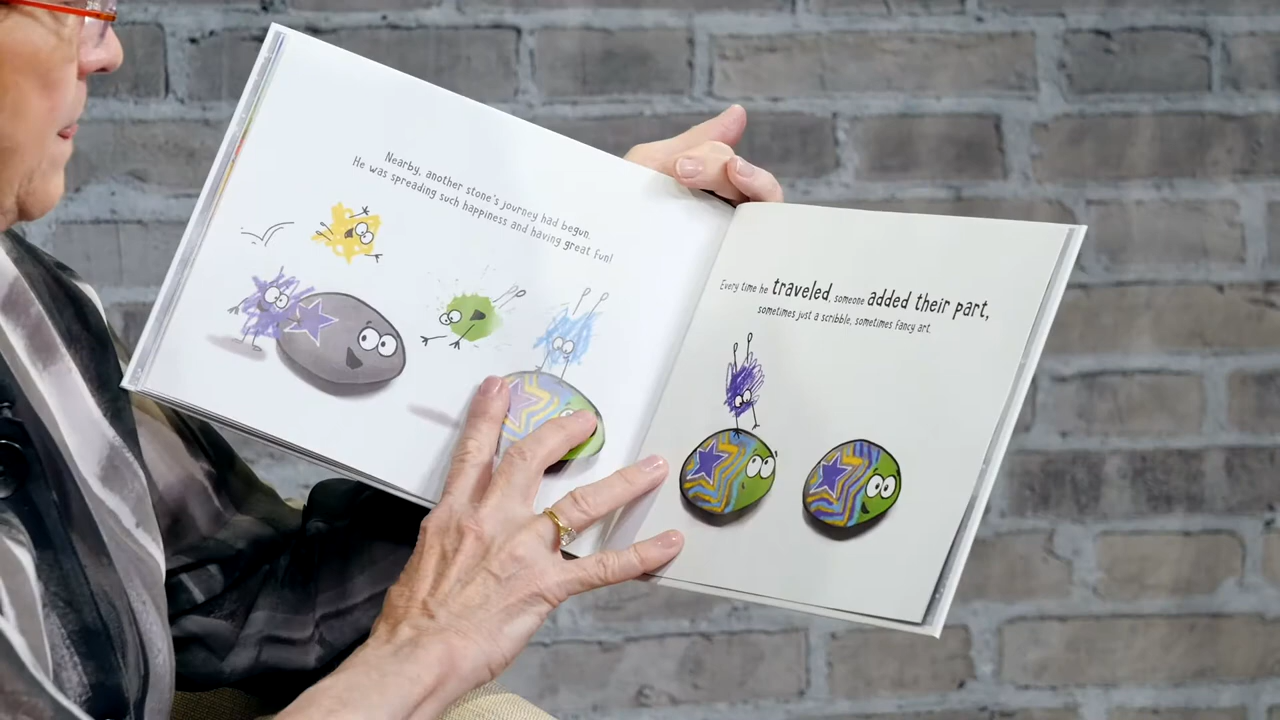 Nearby, another stone's journey had begun.
He was spreading such happiness and having great fun!
Every time he traveled, someone added their part,
sometimes just a scribble, sometimes fancy art.